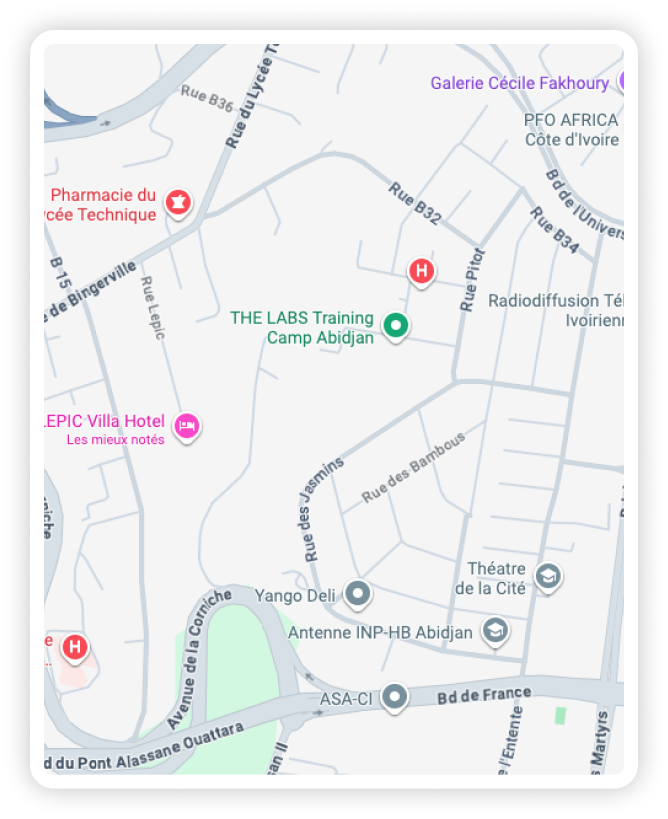 Galerie Cécile Fakhoury
Rue B36
Rue du Lycée T
PFO AFRICA
Côte d'Ivoire
Pharmacie du
ycée Technique
Rue B32
Bd de l'Univers
Rue B34
B 15
e de Bingerville
Rue Lepic
Rue Pitot
Radiodiffusion Tél
Ivoirienn
H
THE LABS Training
Camp Abidjan
LEPIC Villa Hotel
Les mieux notés
Rue des Bambous
Rue des Jasmins
rniche
Théatre
de la Cité
Yango Deli
Antenne INP-HB Abidjan
e
H
Avenue de la Corniche
ASA-CI
Bd de France
d du Pont Alassane Ouattara
san II
e l'Entente
s Martyrs